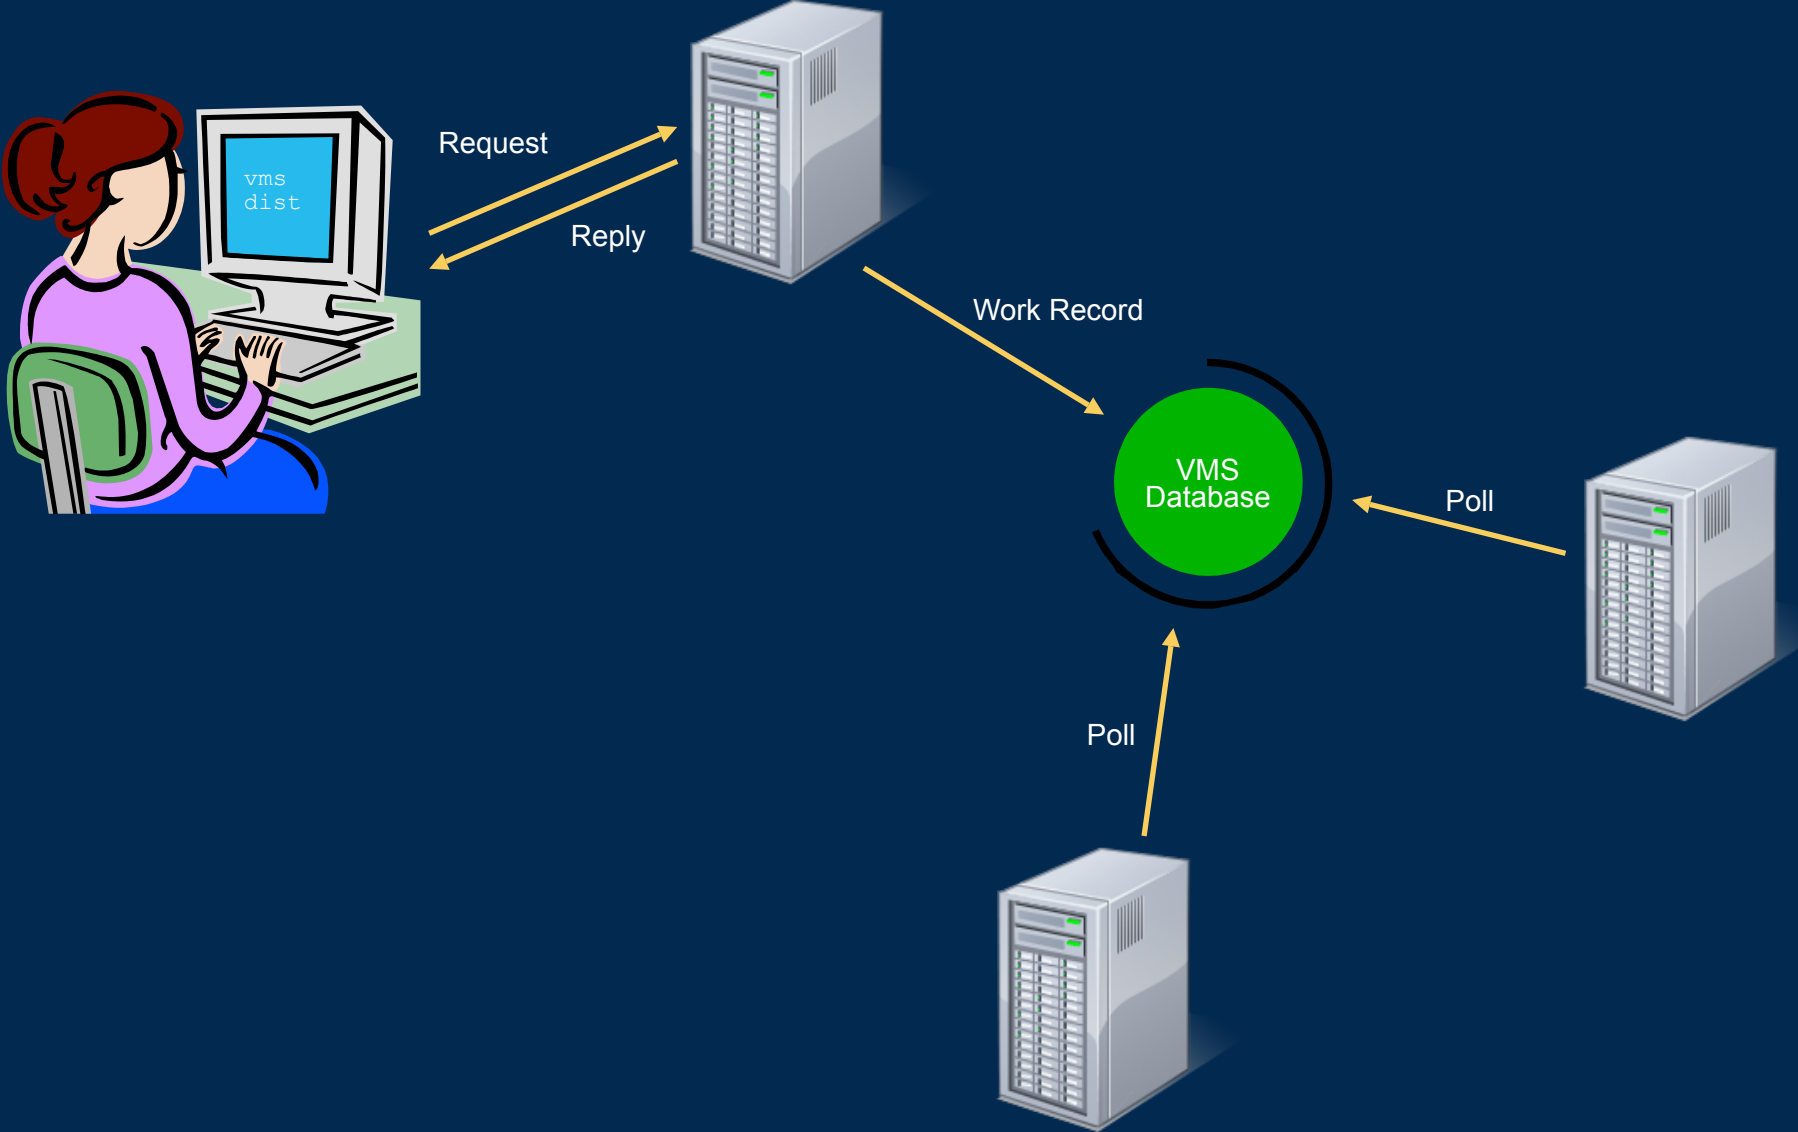 Request
vms
dist
Reply
Work Record
VMS
Database
Poll
Poll